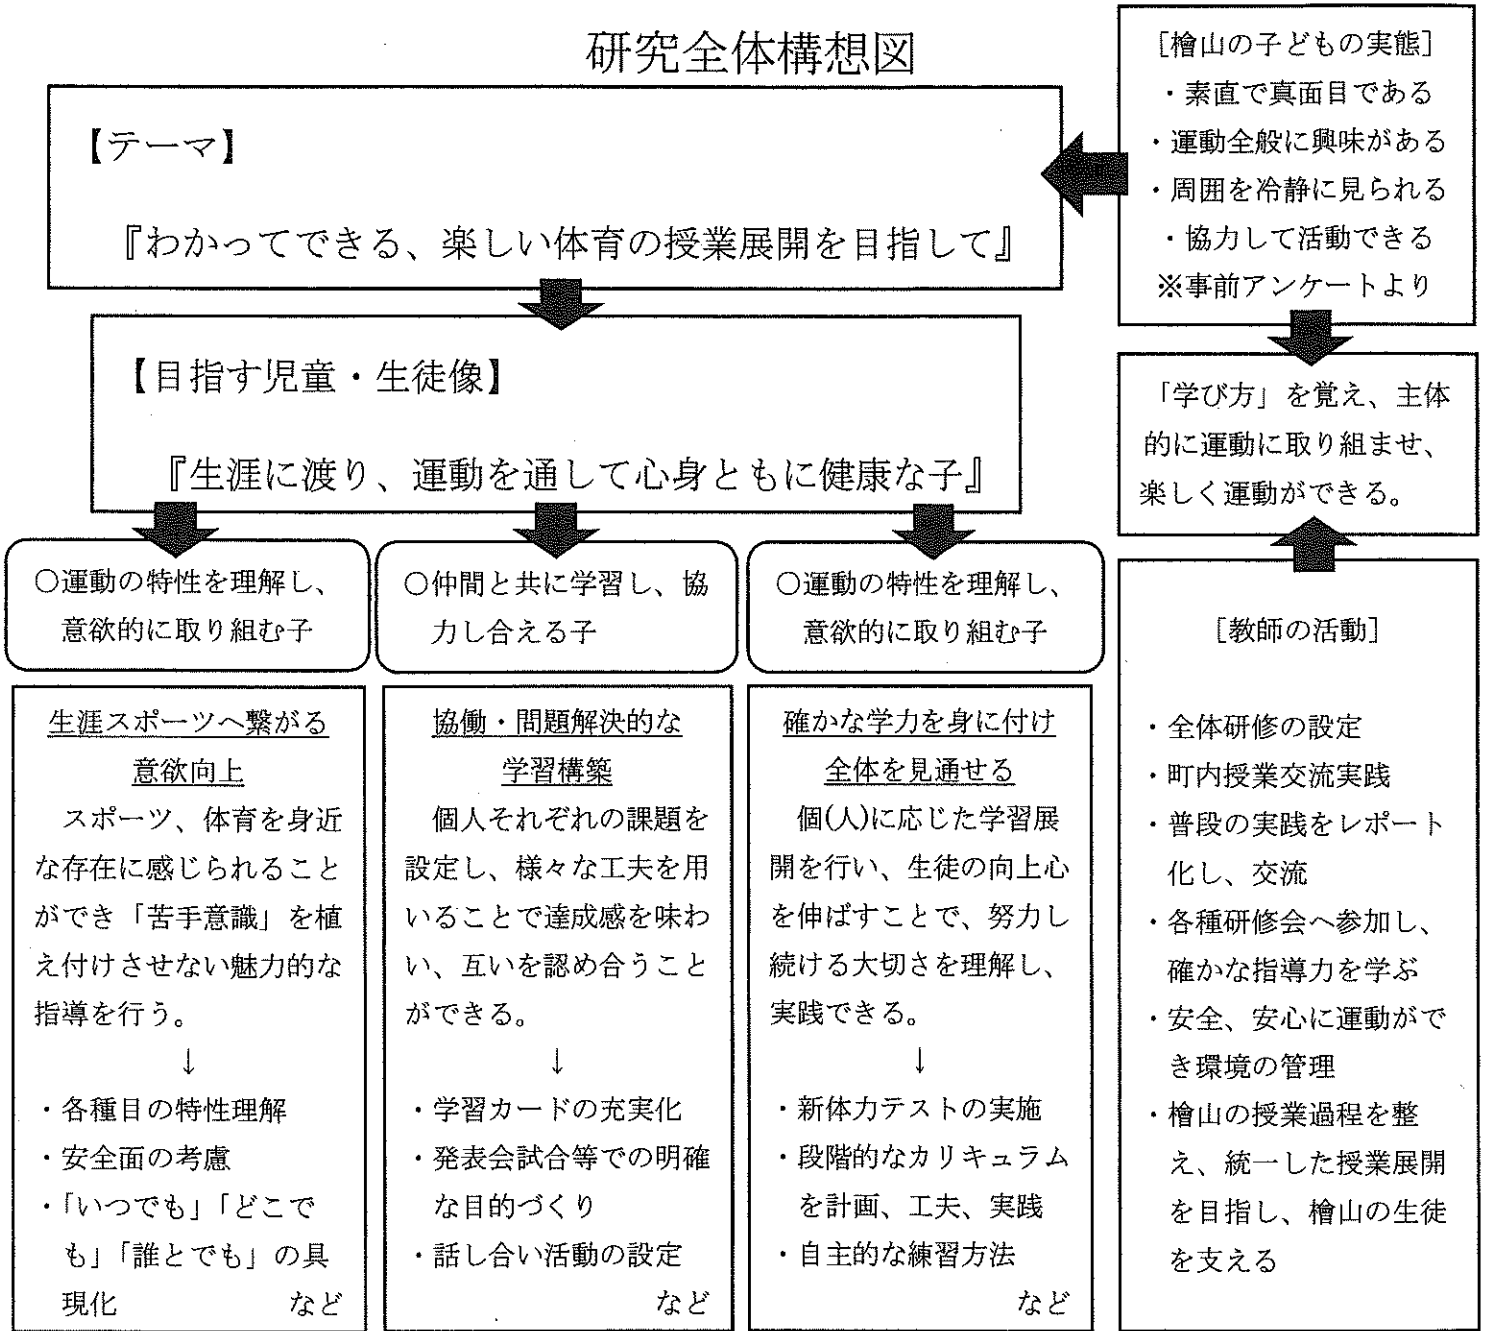 研究全体構想図
【テーマ】
『わかってできる、楽しい体育の授業展開を目指して』
【目指す児童・生徒像】
『生涯に渡り、運動を通して心身ともに健康な子』
○運動の特性を理解し、
意欲的に取り組む子
生涯スポーツへ繋がる
意欲向上
スポーツ、体育を身近
な存在に感じられること
ができ「苦手意識」を植
え付けさせない魅力的な
指導を行う。
↓
・各種目の特性理解
・安全面の考慮
・「いつでも」「どこで
も」「誰とでも」の具
現化 など
○仲間と共に学習し、協
力し合える子
協働・問題解決的な
学習構築
個人それぞれの課題を
設定し、様々な工夫を用
いることで達成感を味わ
い、互いを認め合うこと
ができる。
↓
・学習カードの充実化
・発表会試合等での明確
な目的づくり
・話し合い活動の設定
など
○運動の特性を理解し、
意欲的に取り組む子
確かな学力を身に付け
全体を見通せる
個(人)に応じた学習展
開を行い、生徒の向上心
を伸ばすことで、努力し
続ける大切さを理解し、
実践できる。
↓
・新体力テストの実施
・段階的なカリキュラム
を計画、工夫、実践
・自主的な練習方法
など
［檜山の子どもの実態］
・素直で真面目である
・運動全般に興味がある
・周囲を冷静に見られる
・協力して活動できる
※事前アンケートより
「学び方」を覚え、主体
的に運動に取り組ませ、
楽しく運動ができる。
［教師の活動］
・全体研修の設定
・町内授業交流実践
・普段の実践をレポート
化し、交流
・各種研修会へ参加し、
確かな指導力を学ぶ
・安全、安心に運動がで
き環境の管理
・檜山の授業過程を整
え、統一した授業展開
を目指し、檜山の生徒
を支える